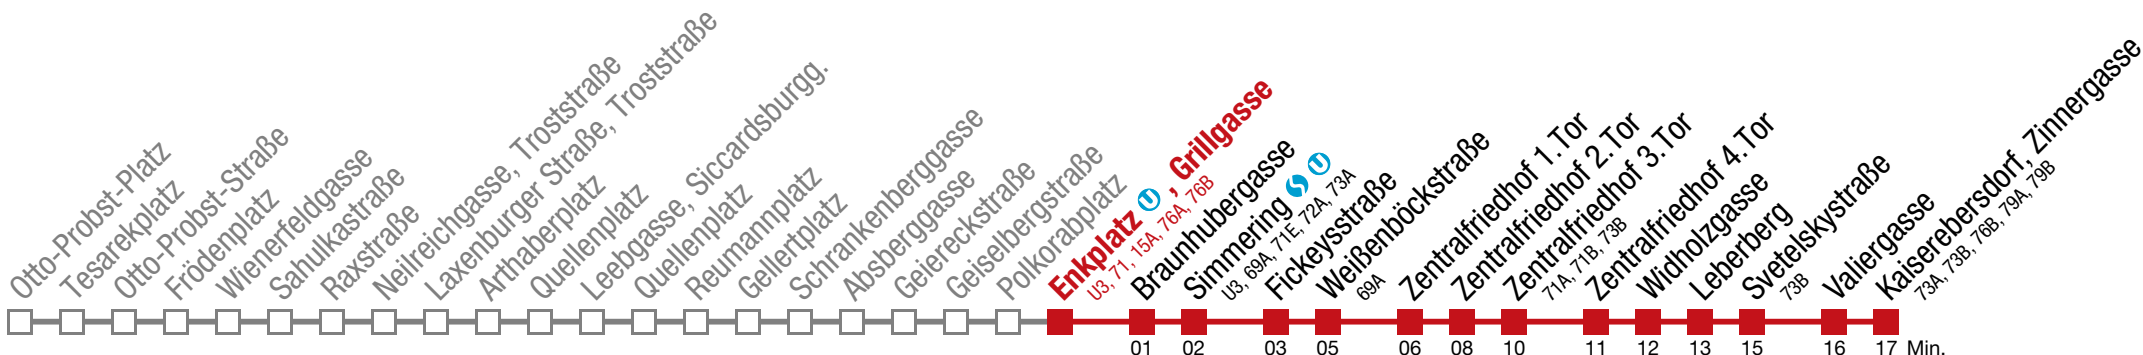 Otto-Probst-Platz
Tesarekplatz
Otto-Probst-Straße
Frödenplatz
Wienerfeldgasse
Sahulkastraße
Raxstraße
Neilreichgasse, Troststraße
Laxenburger Straße, Troststraße
Arthaberplatz
Quellenplatz
Leebgasse, Siccardsburgg.
Quellenplatz
Reumannplatz
Gellertplatz
Schrankenberggasse
Absberggasse
Geiereckstraße
Geiselbergstraße
Polkorabplatz
Enkplatz U, Grillgasse
U3, 71, 15A, 76A, 76B
Braunhubergasse
Simmering S U
U3, 69A, 71E, 72A, 73A
Fickeysstraße
Weißenböckstraße
69A
Zentralfriedhof 1.Tor
Zentralfriedhof 2.Tor
Zentralfriedhof 3.Tor
71A, 71B, 73B
Zentralfriedhof 4.Tor
Widholzgasse
Leberberg
Svetelskystraße
73B
Valiergasse
Kaiserebersdorf, Zinnergasse
73A, 73B, 76B, 79A, 79B
01 02 03 05 06 08 10 11 12 13 15 16 17 Min.